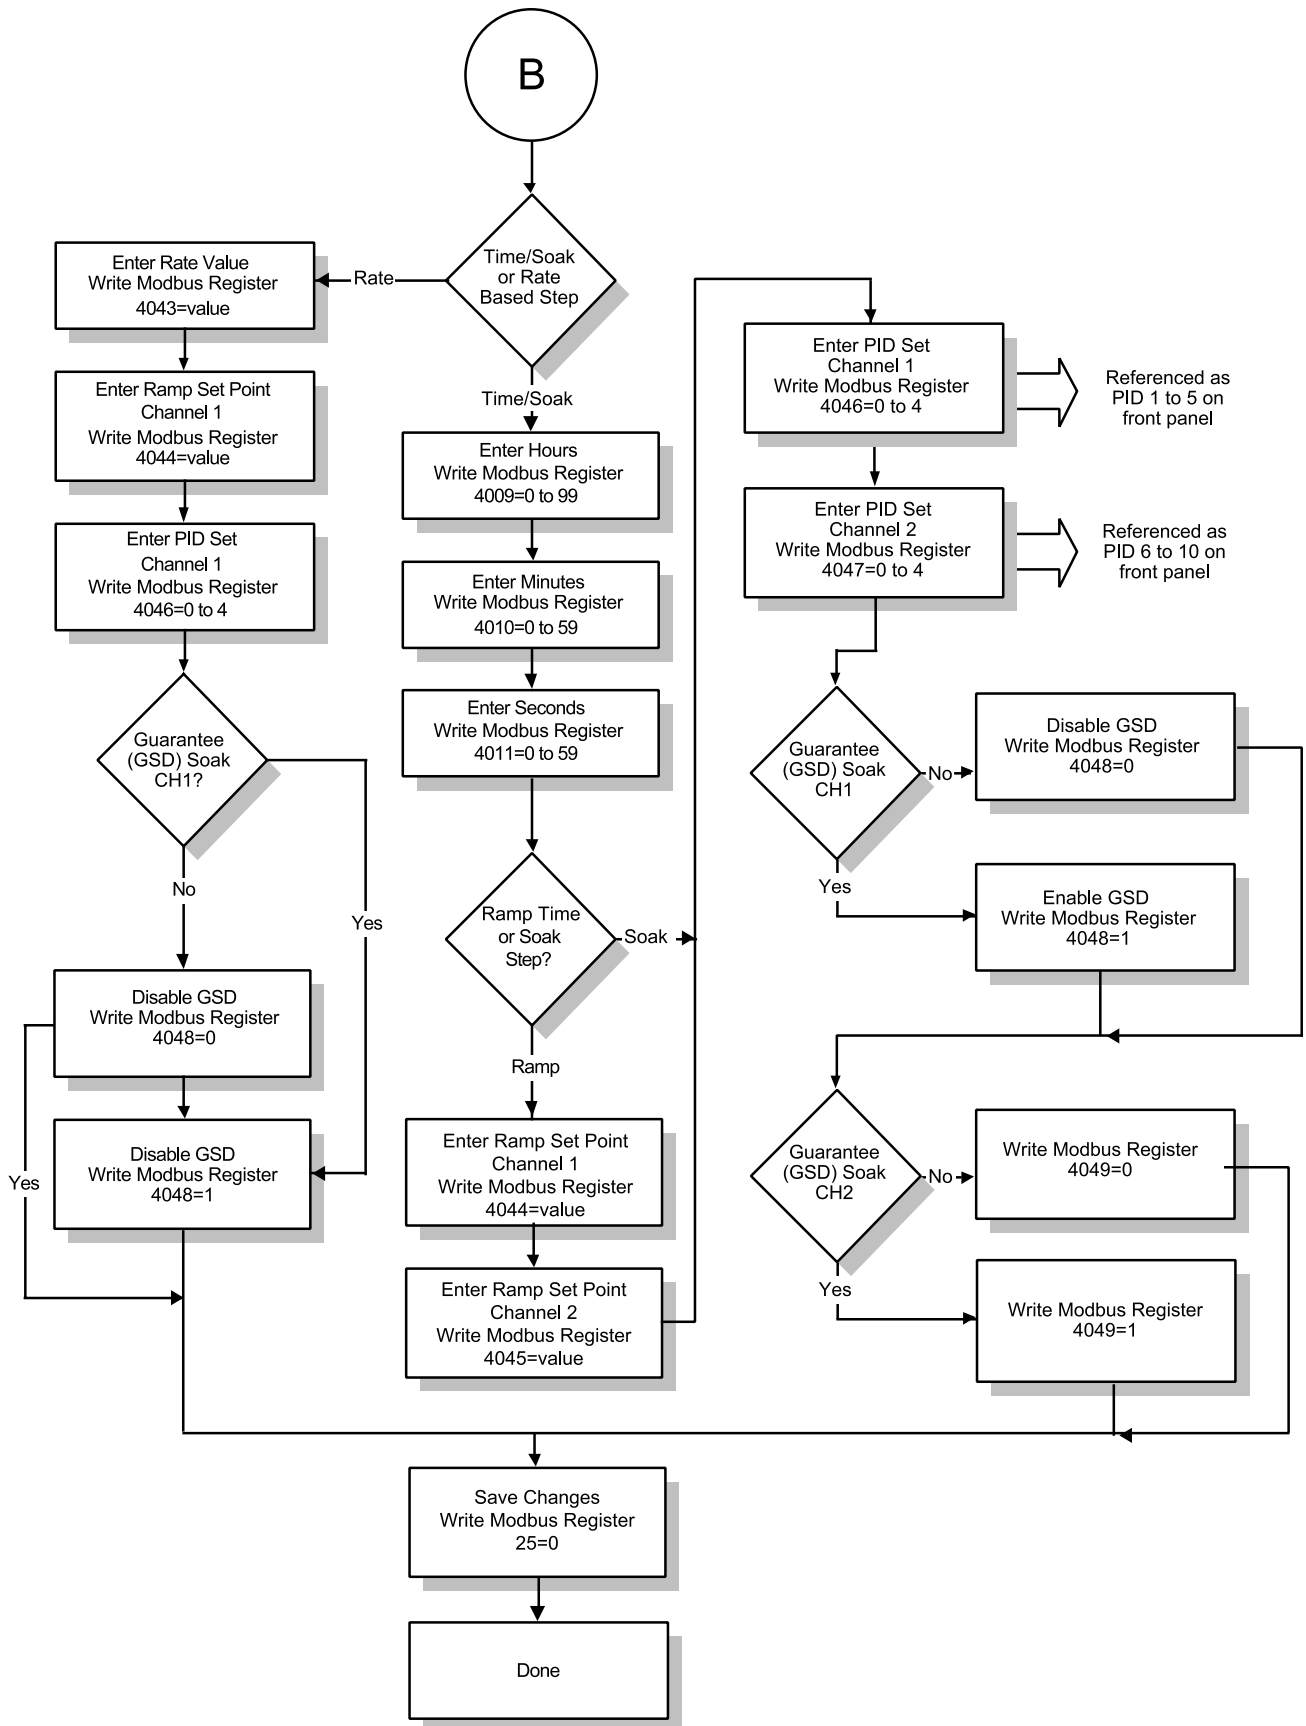 B
Time/Soak
or Rate
Based Step
Rate
Enter Rate Value
Write Modbus Register
4043=value
Enter Ramp Set Point
Channel 1
Write Modbus Register
4044=value
Enter PID Set
Channel 1
Write Modbus Register
4046=0 to 4
Guarantee
(GSD) Soak
CH1?
No
Yes
Disable GSD
Write Modbus Register
4048=0
Disable GSD
Write Modbus Register
4048=1
Yes
Time/Soak
Enter Hours
Write Modbus Register
4009=0 to 99
Enter Minutes
Write Modbus Register
4010=0 to 59
Enter Seconds
Write Modbus Register
4011=0 to 59
Ramp Time
or Soak
Step?
Soak
Ramp
Enter Ramp Set Point
Channel 1
Write Modbus Register
4044=value
Enter Ramp Set Point
Channel 2
Write Modbus Register
4045=value
Enter PID Set
Channel 1
Write Modbus Register
4046=0 to 4
Referenced as
PID 1 to 5 on
front panel
Enter PID Set
Channel 2
Write Modbus Register
4047=0 to 4
Referenced as
PID 6 to 10 on
front panel
Guarantee
(GSD) Soak
CH1
No
Disable GSD
Write Modbus Register
4048=0
Yes
Enable GSD
Write Modbus Register
4048=1
Guarantee
(GSD) Soak
CH2
No
Write Modbus Register
4049=0
Yes
Write Modbus Register
4049=1
Save Changes
Write Modbus Register
25=0
Done